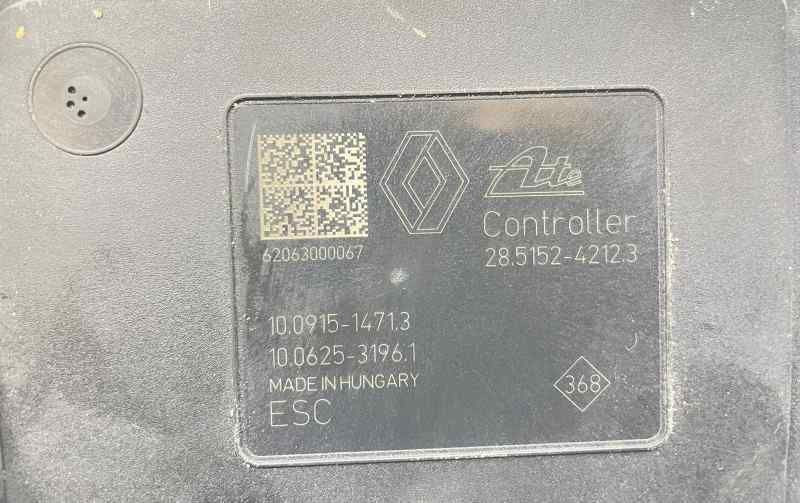 Ate
Controller
62063000067
28.5152-4212.3
10.0915-1471.3
10.0625-3196.1
MADE IN HUNGARY
368
ESC